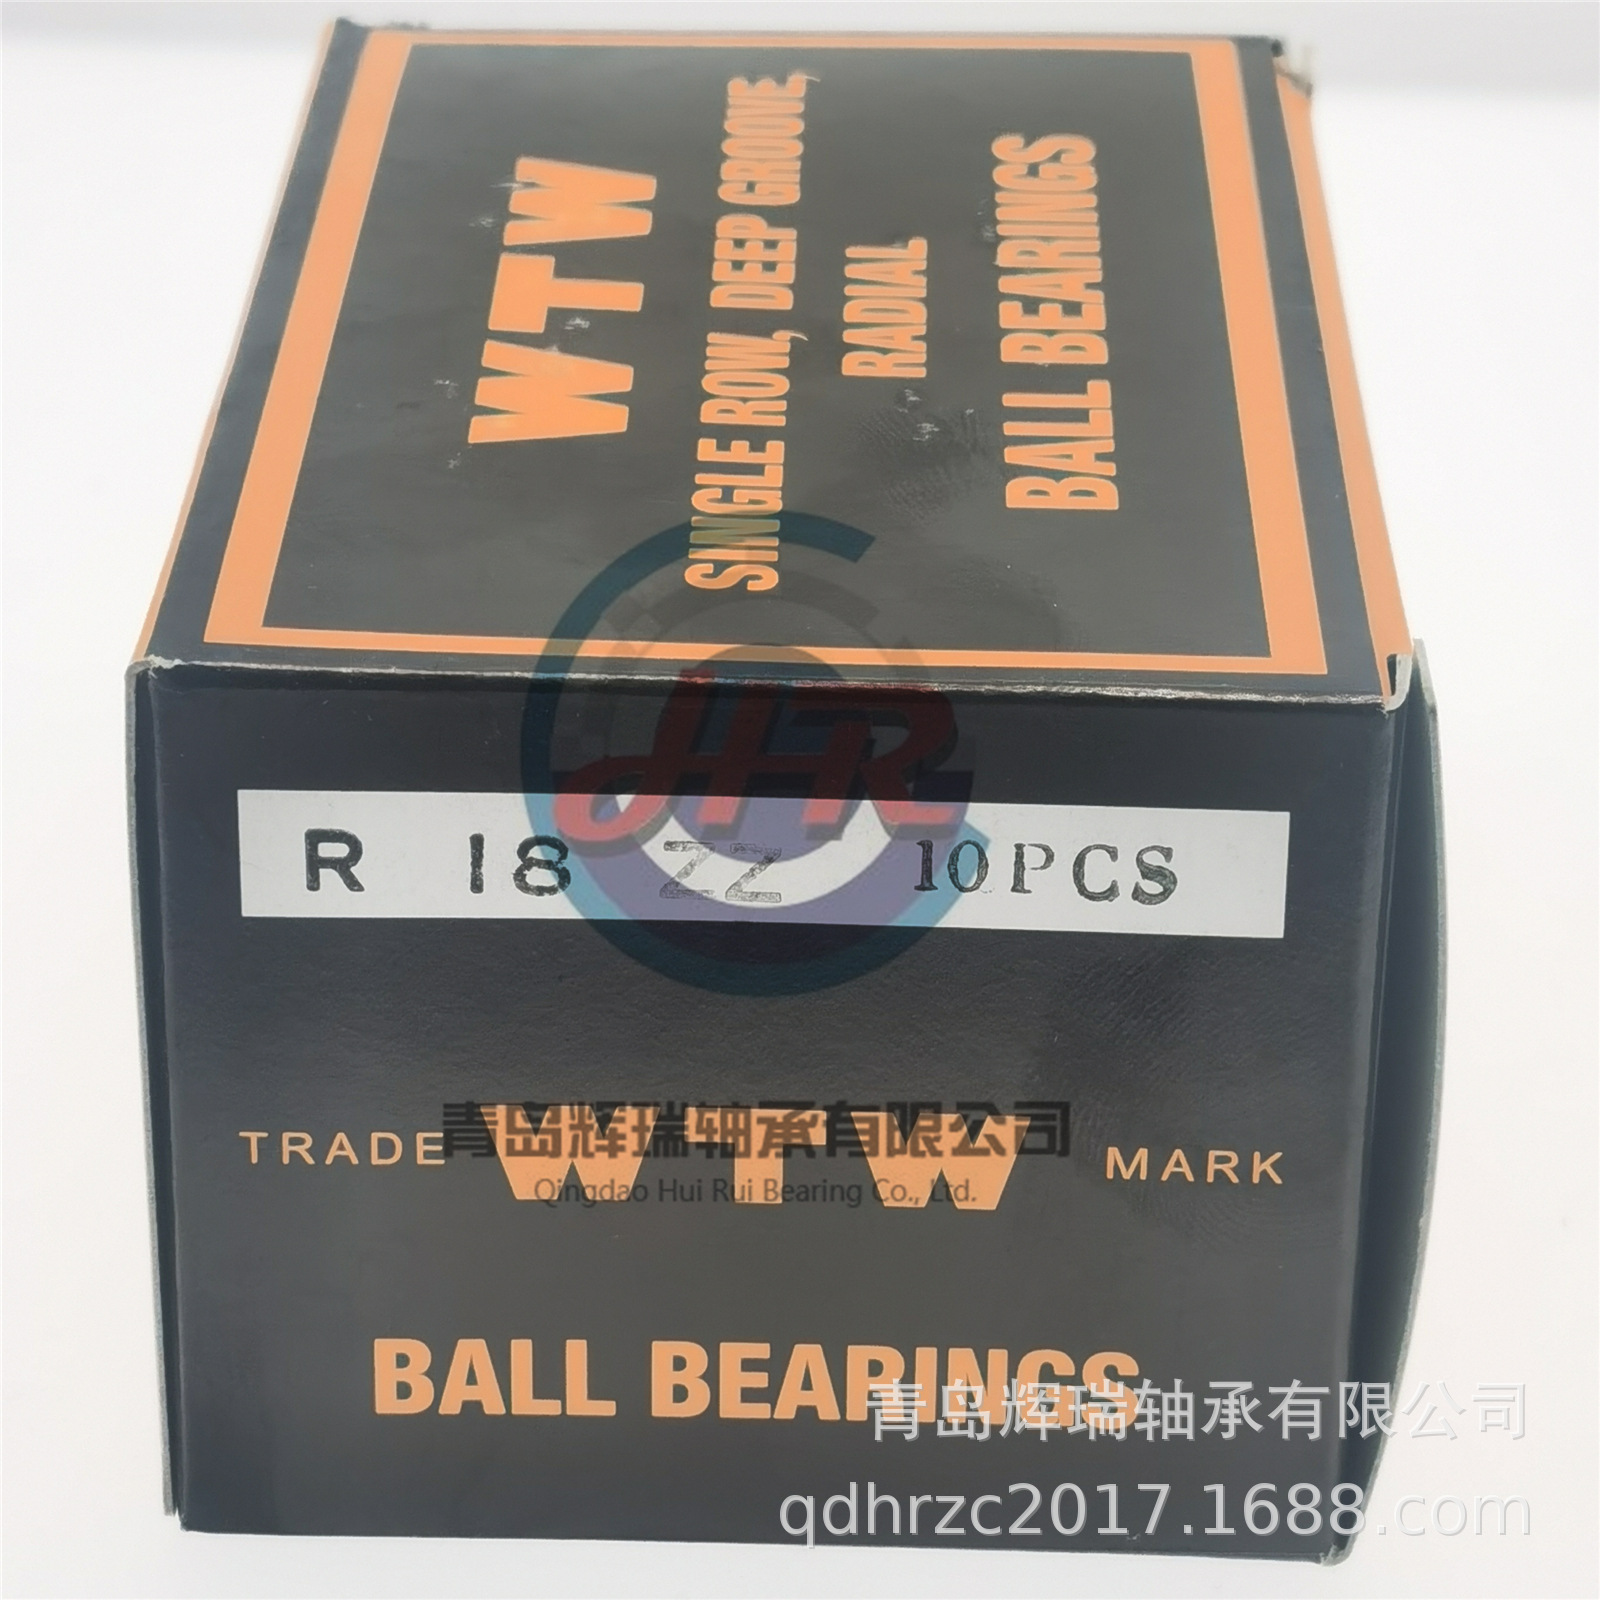 WTW
SINGLE ROW, DEEP GROOVE,
RADIAL
BALL BEARINGS
HR
R 18 ZZ 10PCS
TRADE WTW MARK
青岛辉瑞轴承有限公司
Qingdao Hui Rui Bearing Co., Ltd.
BALL BEARINGS
青岛辉瑞轴承有限公司
qdhrzc2017.1688.com